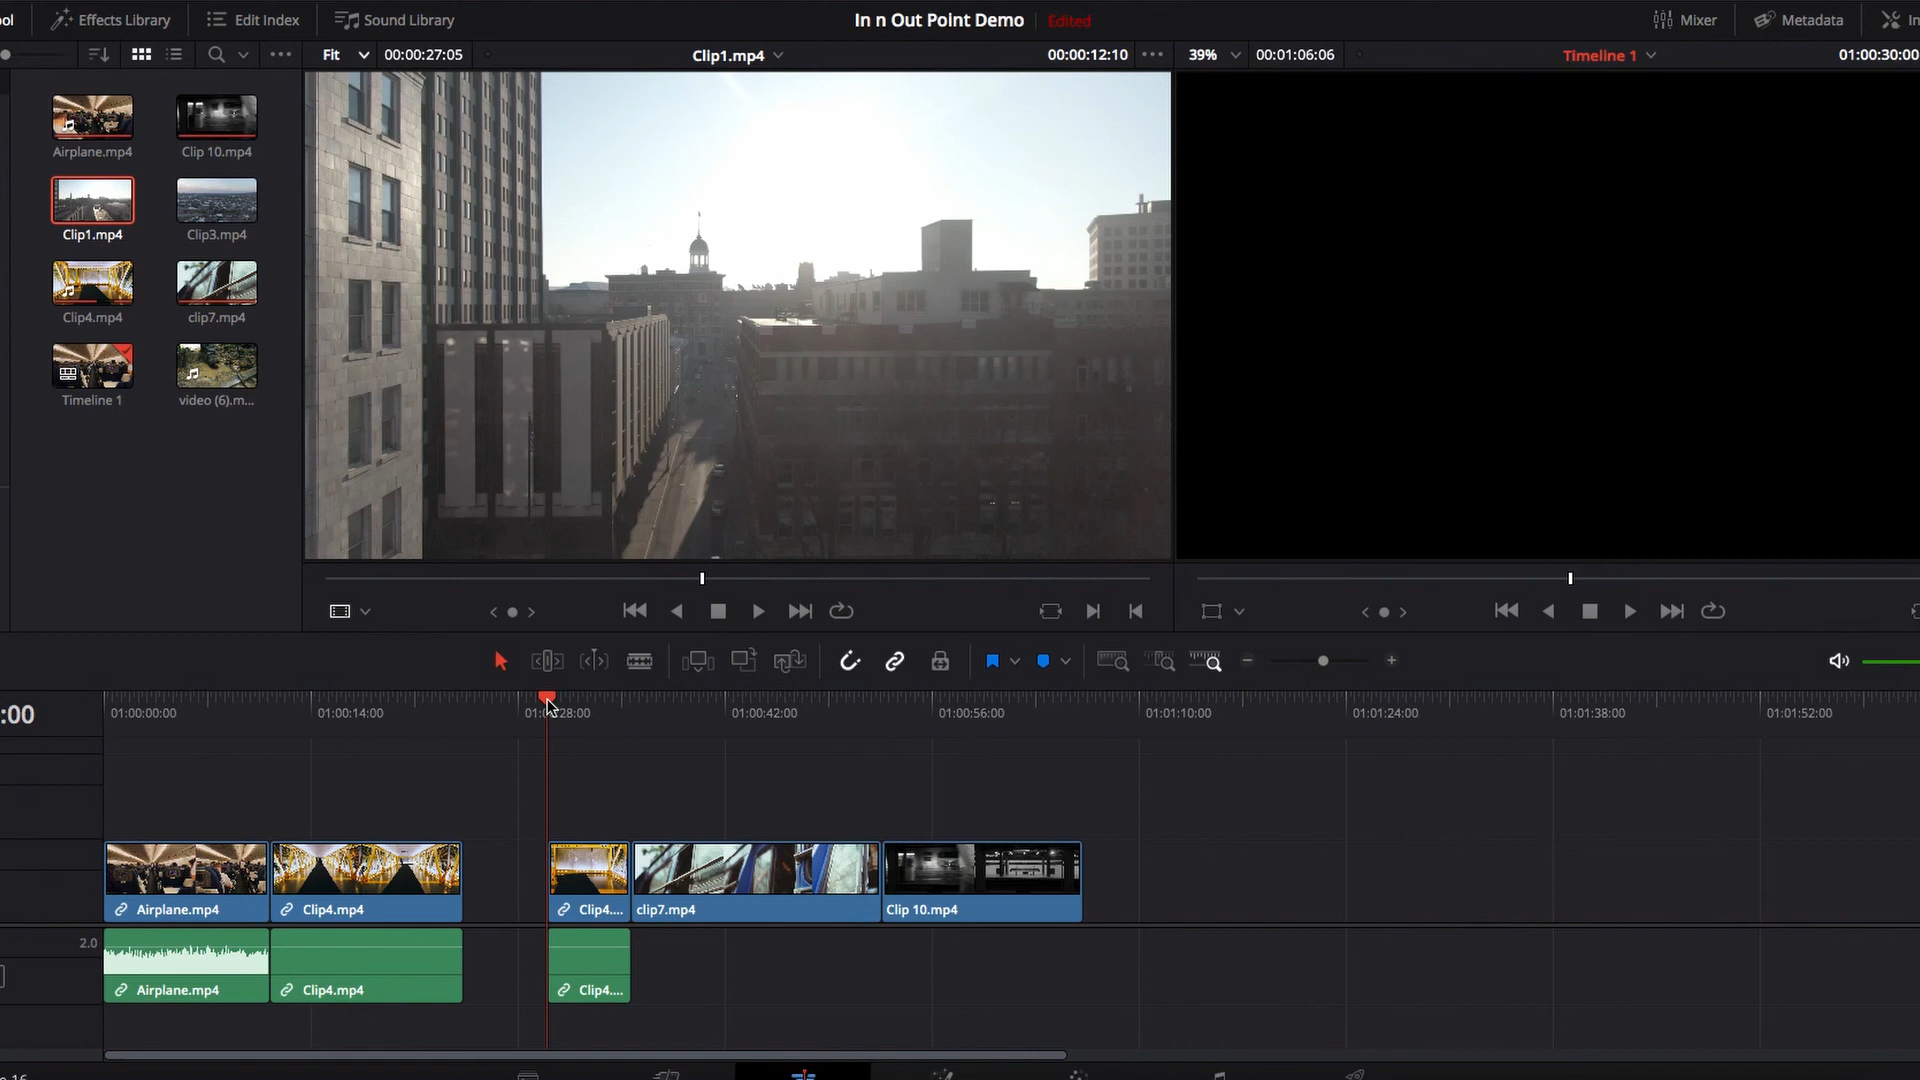 ol
Effects Library
Edit Index
Sound Library
In n Out Point Demo
Edited
Mixer
Metadata
In
Fit
00:00:27:05
Clip1.mp4
00:00:12:10
39%
00:01:06:06
Timeline 1
01:00:30:00
Airplane.mp4
Clip 10.mp4
Clip1.mp4
Clip3.mp4
Clip4.mp4
clip7.mp4
Timeline 1
video (6).m...
:00
01:00:00:00
01:00:14:00
01:00:28:00
01:00:42:00
01:00:56:00
01:01:10:00
01:01:24:00
01:01:38:00
01:01:52:00
Airplane.mp4
Clip4.mp4
Clip4....
clip7.mp4
Clip 10.mp4
2.0
Airplane.mp4
Clip4.mp4
Clip4....